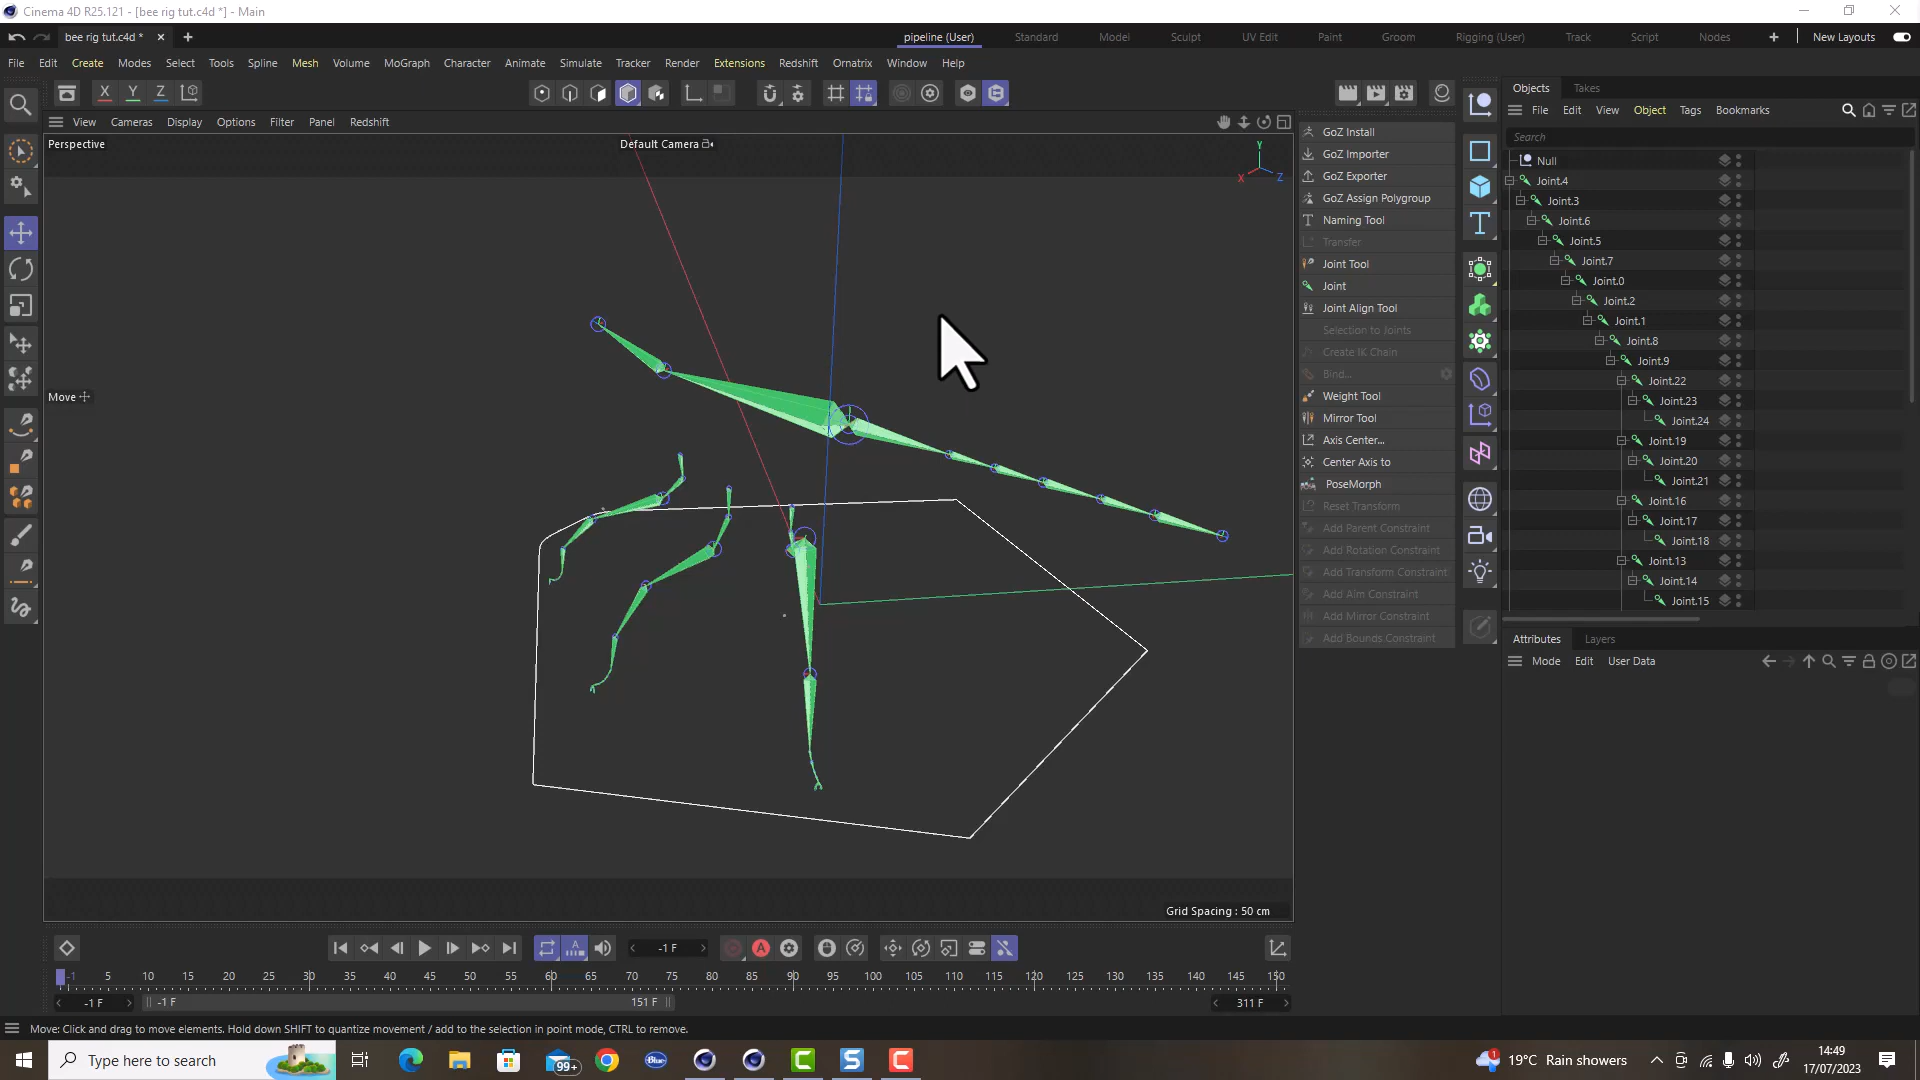 Cinema 4D R25.121 - [bee rig tut.c4d *] - Main
bee rig tut.c4d *
pipeline (User) Standard Model Sculpt UV Edit Paint Groom Rigging (User) Track Script Nodes New Layouts
File Edit Create Modes Select Tools Spline Mesh Volume MoGraph Character Animate Simulate Tracker Render Extensions Redshift Ornatrix Window Help
X Y Z
Objects Takes
View Cameras Display Options Filter Panel Redshift
File Edit View Object Tags Bookmarks
Perspective
Default Camera
Y
X
Z
Move
Grid Spacing : 50 cm
GoZ Install
GoZ Importer
GoZ Exporter
GoZ Assign Polygroup
Naming Tool
Transfer
Joint Tool
Joint
Joint Align Tool
Selection to Joints
Create IK Chain
Bind...
Weight Tool
Mirror Tool
Axis Center...
Center Axis to
PoseMorph
Reset Transform
Add Parent Constraint
Add Rotation Constraint
Add Transform Constraint
Add Aim Constraint
Add Mirror Constraint
Add Bounds Constraint
Search
Null
Joint.4
Joint.3
Joint.6
Joint.5
Joint.7
Joint.0
Joint.2
Joint.1
Joint.8
Joint.9
Joint.22
Joint.23
Joint.24
Joint.19
Joint.20
Joint.21
Joint.16
Joint.17
Joint.18
Joint.13
Joint.14
Joint.15
Attributes Layers
Mode Edit User Data
-1 F
-1 5 10 15 20 25 30 35 40 45 50 55 60 65 70 75 80 85 90 95 100 105 110 115 120 125 130 135 140 145 150
-1 F -1 F 151 F 311 F
Move: Click and drag to move elements. Hold down SHIFT to quantize movement / add to the selection in point mode, CTRL to remove.
Type here to search
99+
Blue
19°C Rain showers
14:49
17/07/2023